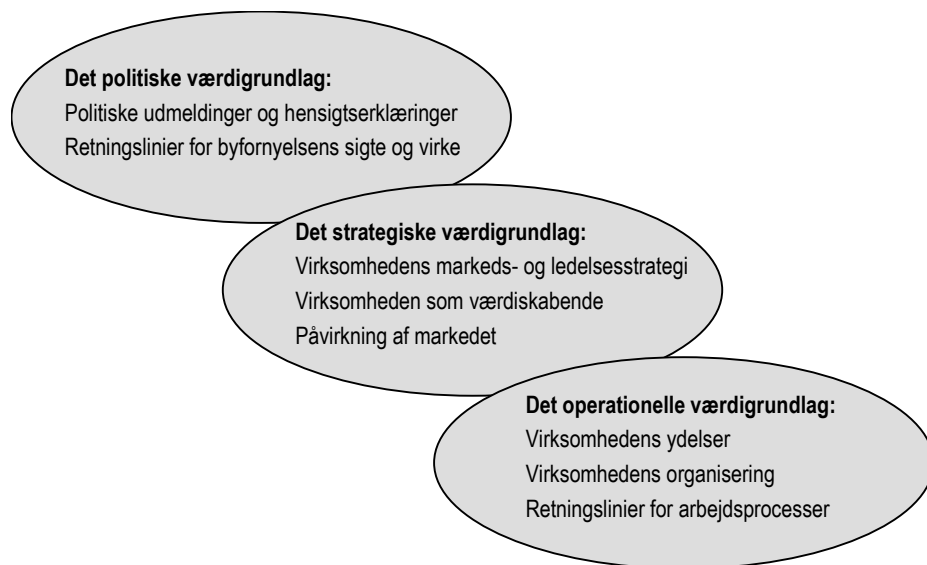 Det politiske værdigrundlag:
Politiske udmeldinger og hensigtserklæringer
Retningslinier for byfornyelsens sigte og virke
Det strategiske værdigrundlag:
Virksomhedens markeds- og ledelsesstrategi
Virksomheden som værdiskabende
Påvirkning af markedet
Det operationelle værdigrundlag:
Virksomhedens ydelser
Virksomhedens organisering
Retningslinier for arbejdsprocesser